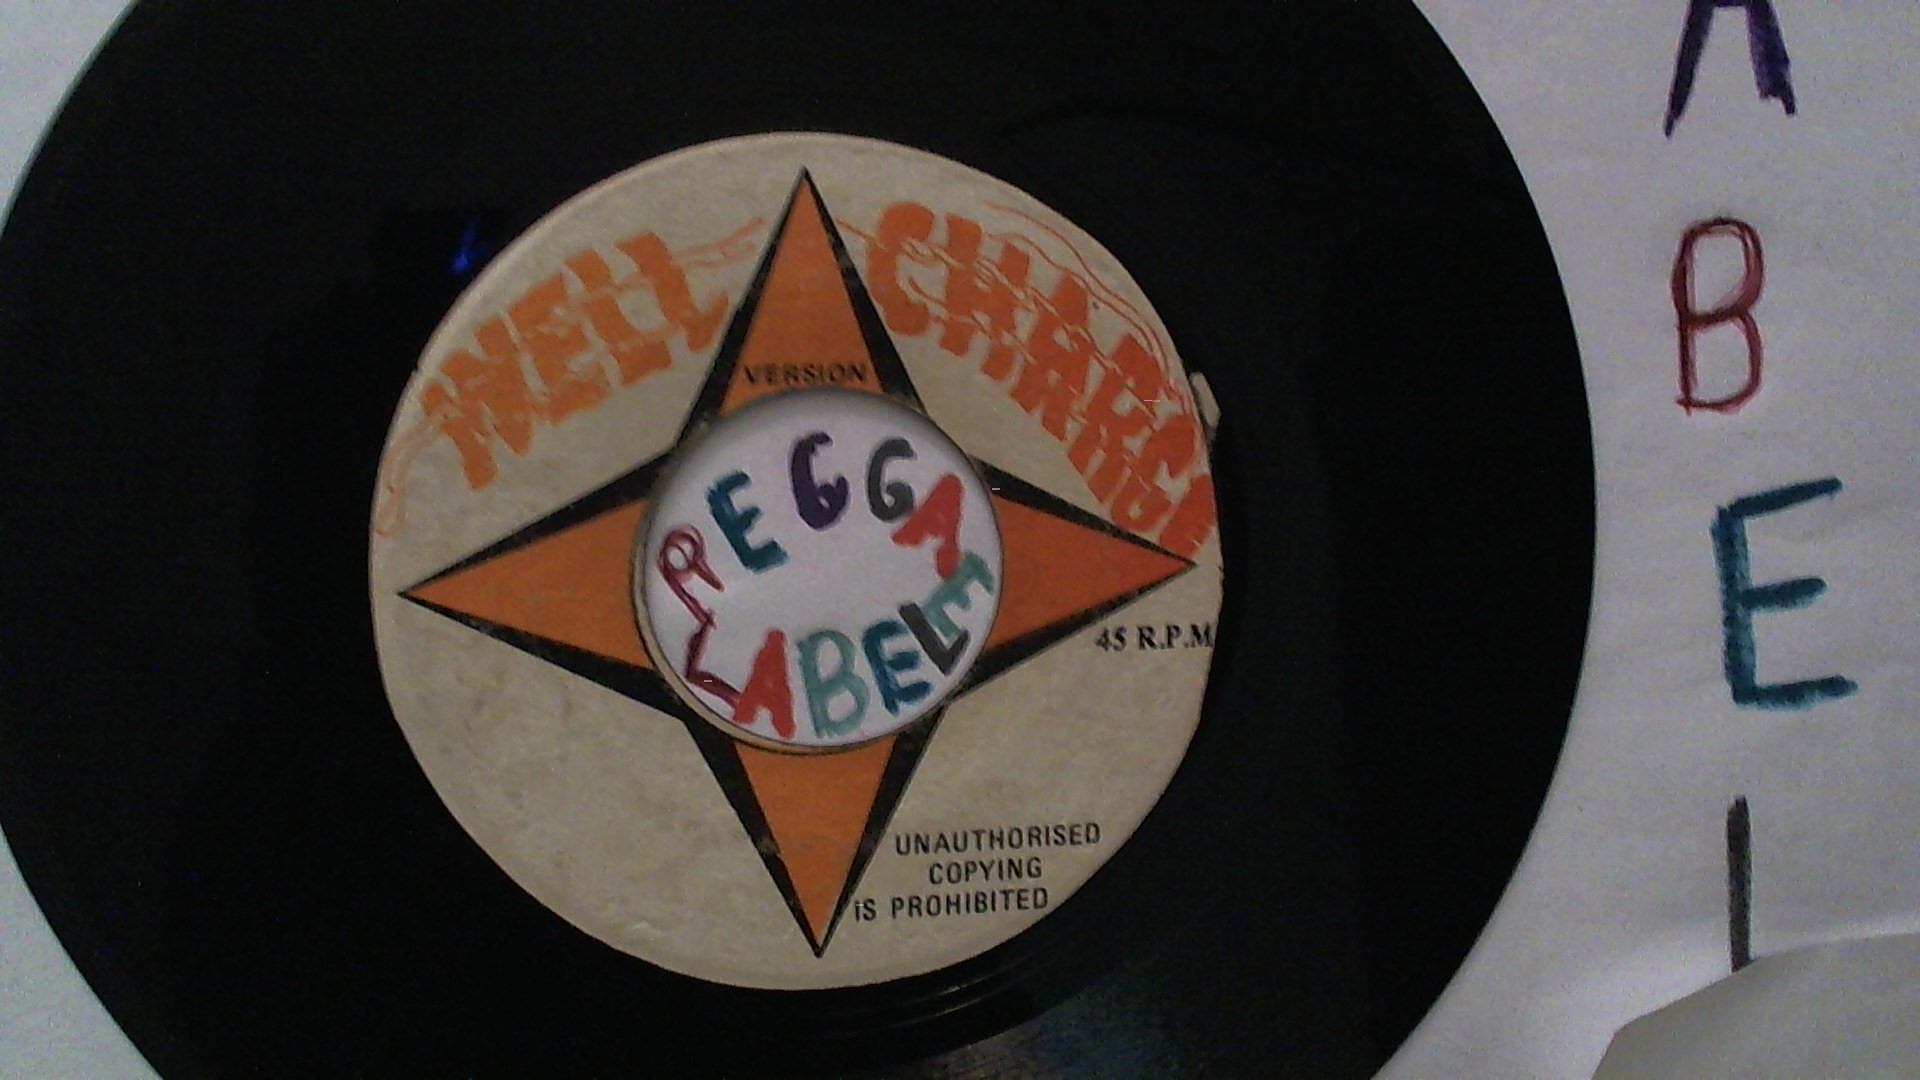 WELL CHARGE
VERSION
REGGAE
LABEL
45 R.P.M
UNAUTHORISED
COPYING
iS PROHIBITED
A
B
E